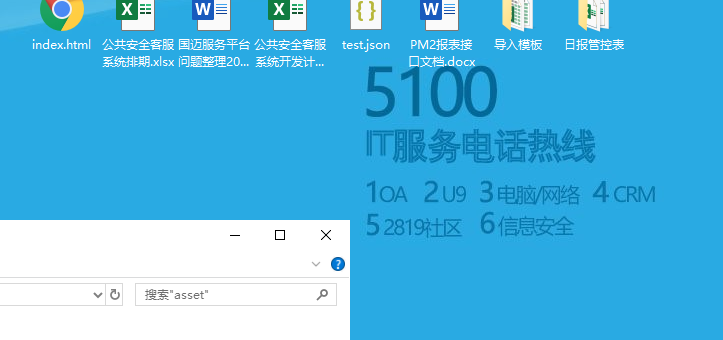 index.html
公共安全客服
系统排期.xlsx
国迈服务平台
问题整理20...
公共安全客服
系统开发计...
test.json
PM2报表接
口文档.docx
导入模板
日报管控表
5100
IT服务电话热线
1OA 2U9 3电脑/网络 4CRM
5 2819社区 6信息安全
搜索"asset"